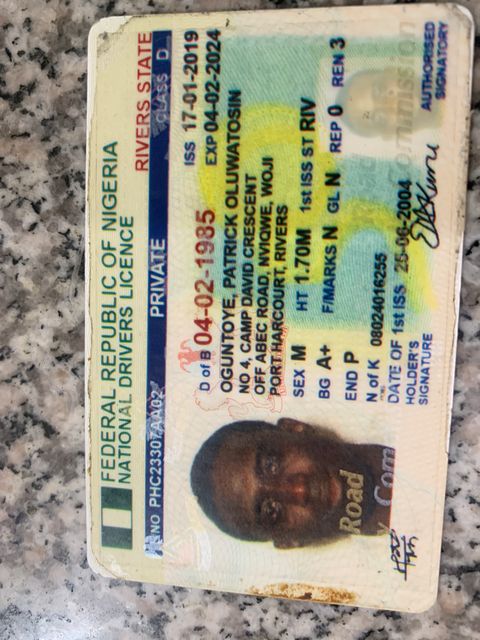 FEDERAL REPUBLIC OF NIGERIA
NATIONAL DRIVERS LICENCE
RIVERS STATE
NO PHC23307AA02 PRIVATE CLASS D
ISS 17-01-2019
D of B 04-02-1985 EXP 04-02-2024
OGUNTOYE, PATRICK OLUWATOSIN
NO 4, CAMP DAVID CRESCENT
OFF ABEC ROAD, NVIQWE, WOJI
PORT HARCOURT, RIVERS
SEX M HT 1.70M 1st ISS ST RIV
BG A+ F/MARKS N GL N REP 0 REN 3
END P
N of K 08024016255
DATE OF 1st ISS 25-06-2004
HOLDER'S
SIGNATURE
AUTHORISED
SIGNATORY
Road
Com
Road
Commission